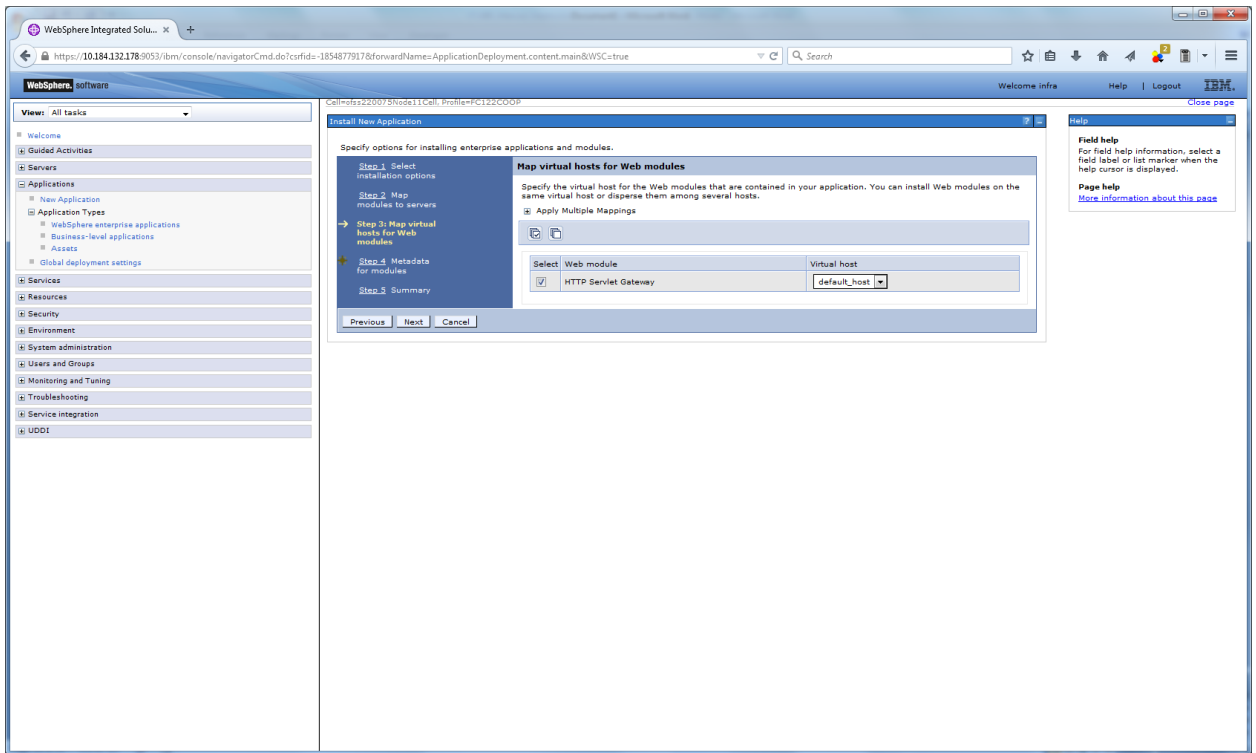 WebSphere Integrated Solu...
https://10.184.132.178:9053/ibm/console/navigatorCmd.do?csrfid=-1854877917&forwardName=ApplicationDeployment.content.main&WSC=true
Search
2
WebSphere. software
Welcome infra
Help | Logout
IBM.
View: All tasks
Welcome
Guided Activities
Servers
Applications
New Application
Application Types
WebSphere enterprise applications
Business-level applications
Assets
Global deployment settings
Services
Resources
Security
Environment
System administration
Users and Groups
Monitoring and Tuning
Troubleshooting
Service integration
UDDI
Cell=ofss220075Node11Cell, Profile=FC122COOP
Close page
Install New Application
?
Specify options for installing enterprise applications and modules.
Step 1 Select
installation options
Step 2 Map
modules to servers
Step 3: Map virtual
hosts for Web
modules
Step 4 Metadata
for modules
Step 5 Summary
Map virtual hosts for Web modules
Specify the virtual host for the Web modules that are contained in your application. You can install Web modules on the
same virtual host or disperse them among several hosts.
Apply Multiple Mappings
Select Web module Virtual host
HTTP Servlet Gateway default_host
Previous Next Cancel
Help
Field help
For field help information, select a
field label or list marker when the
help cursor is displayed.
Page help
More information about this page